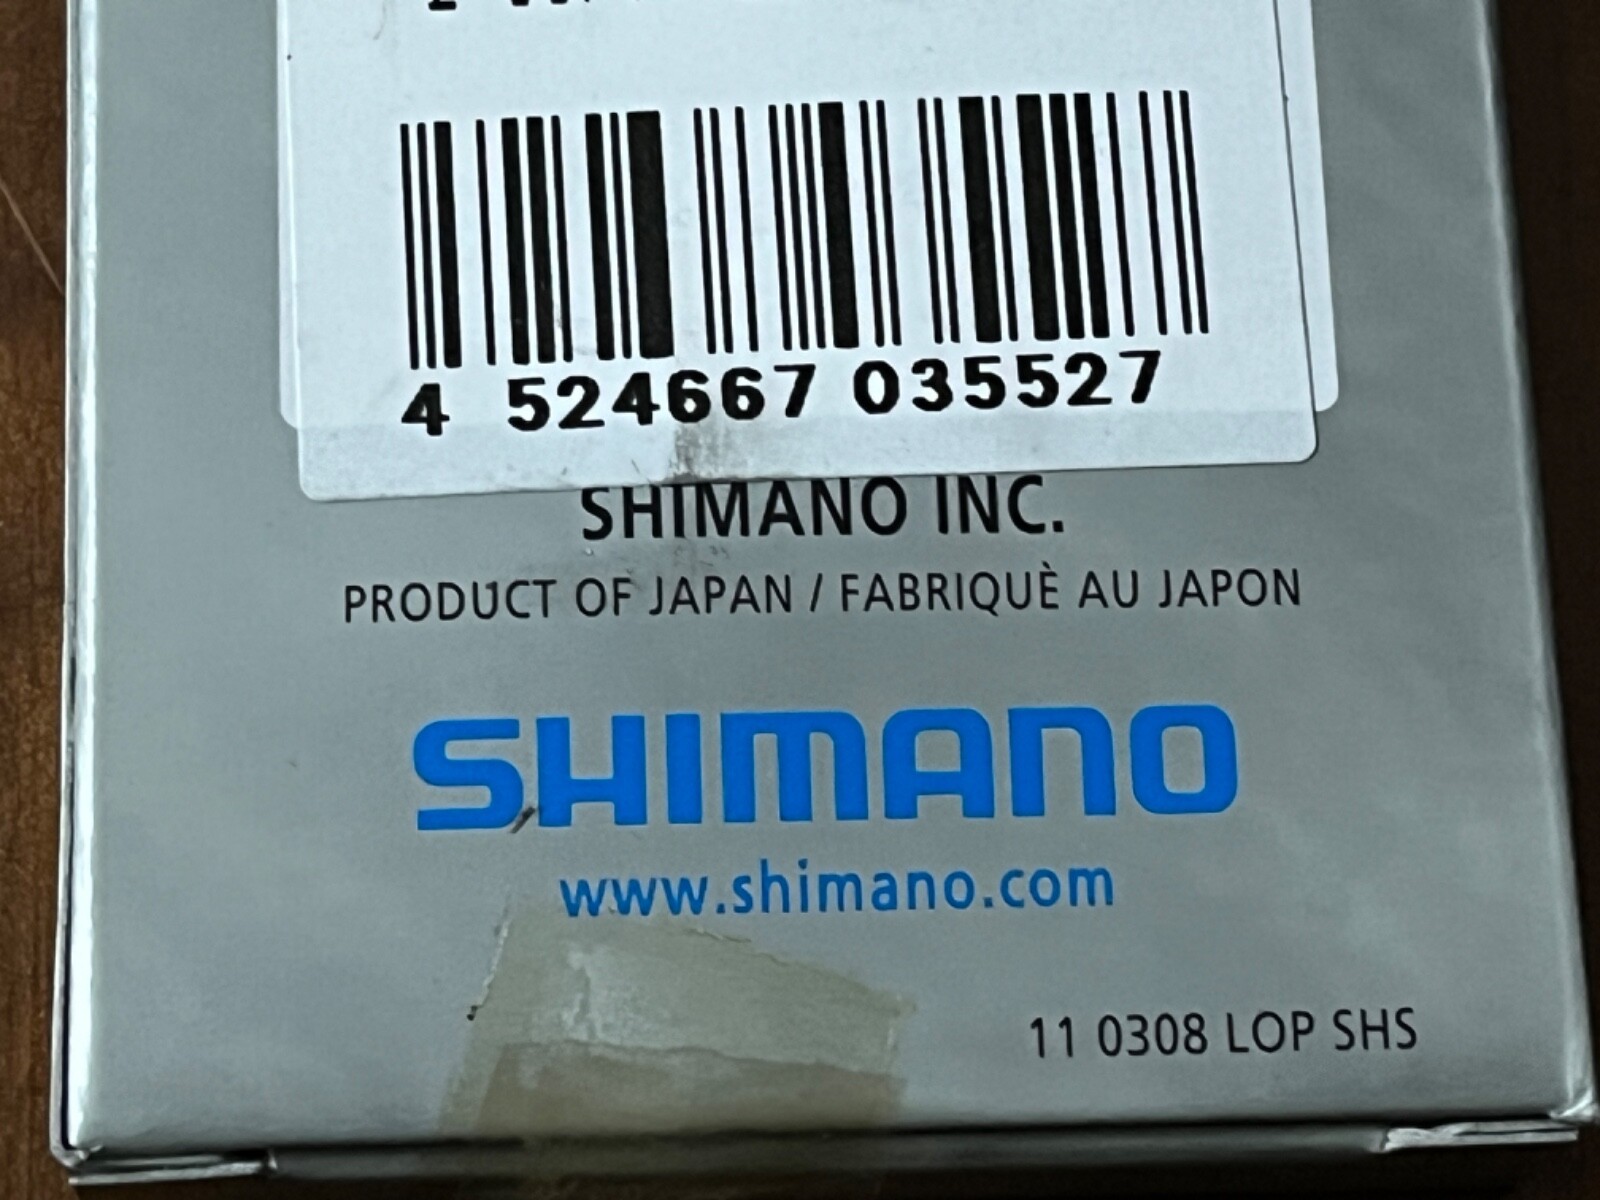 4 524667 035527
SHIMANO INC.
PRODUCT OF JAPAN / FABRIQUÈ AU JAPON
SHIMANO
www.shimano.com
11 0308 LOP SHS